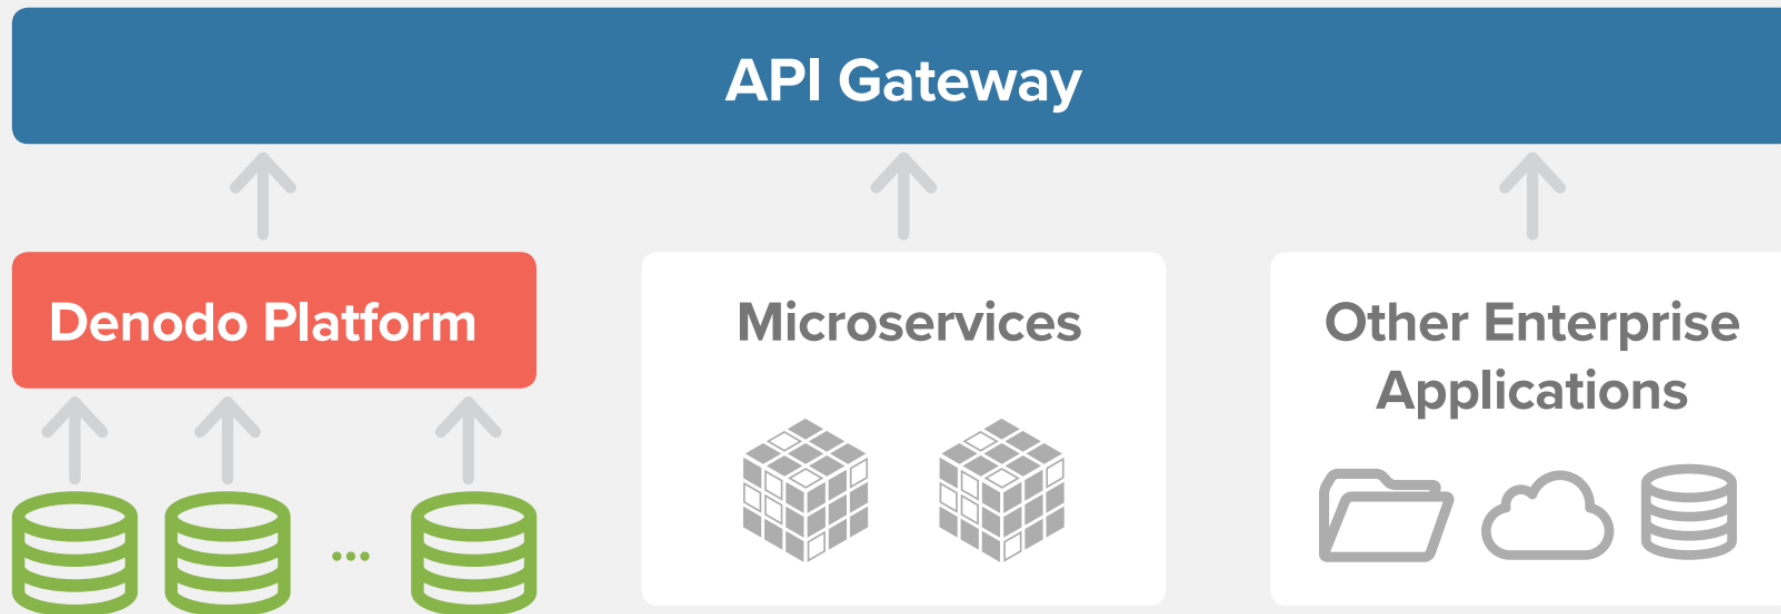 API Gateway
Denodo Platform
Microservices
Other Enterprise
Applications
...